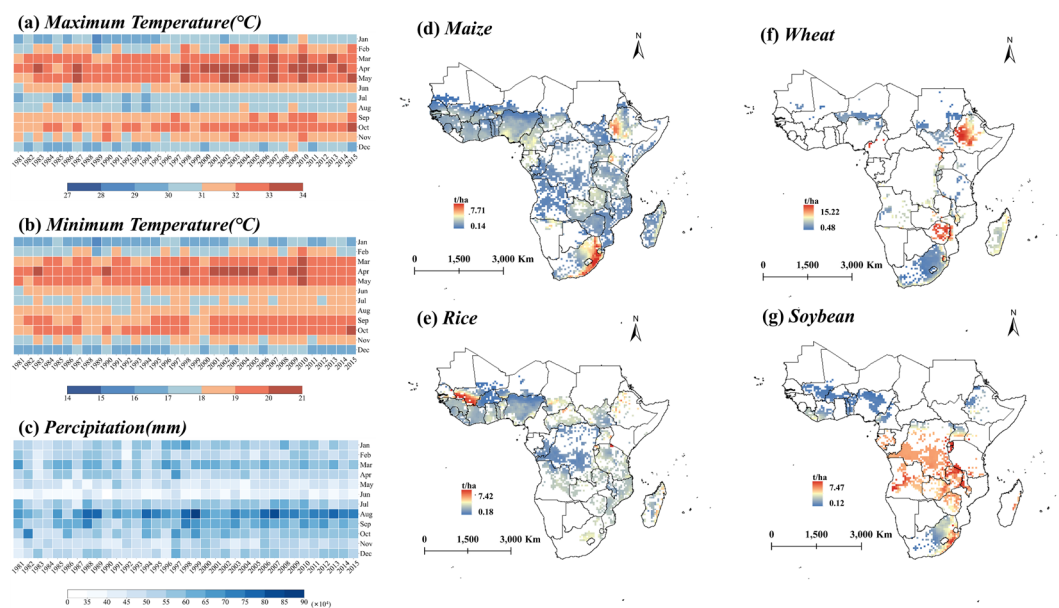 (a) Maximum Temperature(°C)
Jan
Feb
Mar
Apr
May
Jun
Jul
Aug
Sep
Oct
Nov
Dec
1981 1982 1983 1984 1985 1986 1987 1988 1989 1990 1991 1992 1993 1994 1995 1996 1997 1998 1999 2000 2001 2002 2003 2004 2005 2006 2007 2008 2009 2010 2011 2012 2013 2014 2015
27 28 29 30 31 32 33 34
(b) Minimum Temperature(°C)
Jan
Feb
Mar
Apr
May
Jun
Jul
Aug
Sep
Oct
Nov
Dec
1981 1982 1983 1984 1985 1986 1987 1988 1989 1990 1991 1992 1993 1994 1995 1996 1997 1998 1999 2000 2001 2002 2003 2004 2005 2006 2007 2008 2009 2010 2011 2012 2013 2014 2015
14 15 16 17 18 19 20 21
(c) Percipitation(mm)
Jan
Feb
Mar
Apr
May
Jun
Jul
Aug
Sep
Oct
Nov
Dec
1981 1982 1983 1984 1985 1986 1987 1988 1989 1990 1991 1992 1993 1994 1995 1996 1997 1998 1999 2000 2001 2002 2003 2004 2005 2006 2007 2008 2009 2010 2011 2012 2013 2014 2015
0 35 40 45 50 55 60 65 70 75 80 85 90
(d) Maize
N
t/ha
7.71
0.14
0 1,500 3,000 Km
(e) Rice
N
t/ha
7.42
0.18
0 1,500 3,000 Km
(f) Wheat
N
t/ha
15.22
0.48
0 1,500 3,000 Km
(g) Soybean
N
t/ha
7.47
0.12
0 1,500 3,000 Km